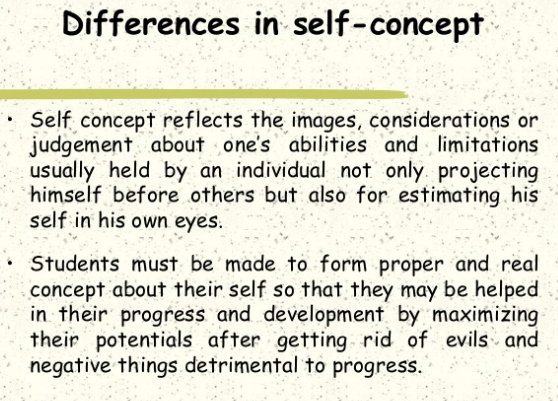 Differences in self-concept
• Self concept reflects the images, considerations or
judgement about one's abilities and limitations
usually held by an individual not only projecting
himself before others but also for estimating his
self in his own eyes.
• Students must be made to form proper and real
concept about their self so that they may be helped
in their progress and development by maximizing
their potentials after getting rid of evils and
negative things detrimental to progress.